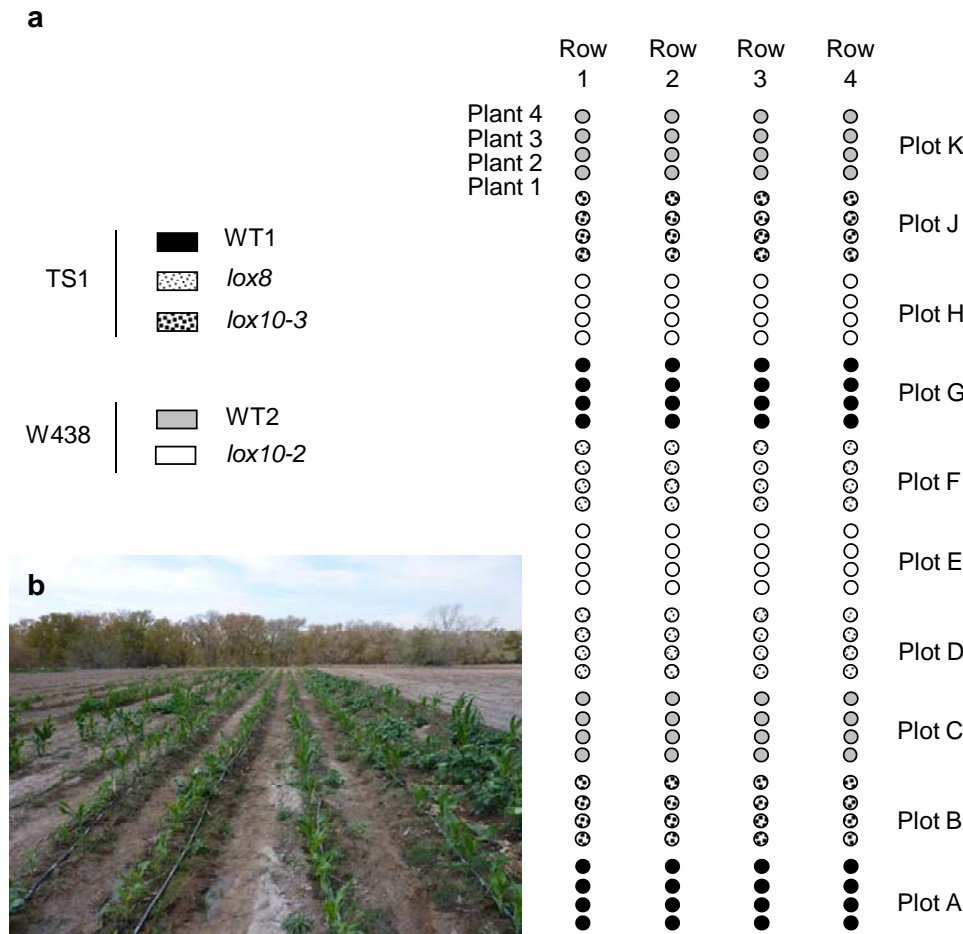 a
Row
1
Row
2
Row
3
Row
4
Plant 4
Plant 3
Plant 2
Plant 1
Plot K
Plot J
Plot H
Plot G
Plot F
Plot E
Plot D
Plot C
Plot B
Plot A
TS1
WT1
lox8
lox10-3
W438
WT2
lox10-2
b